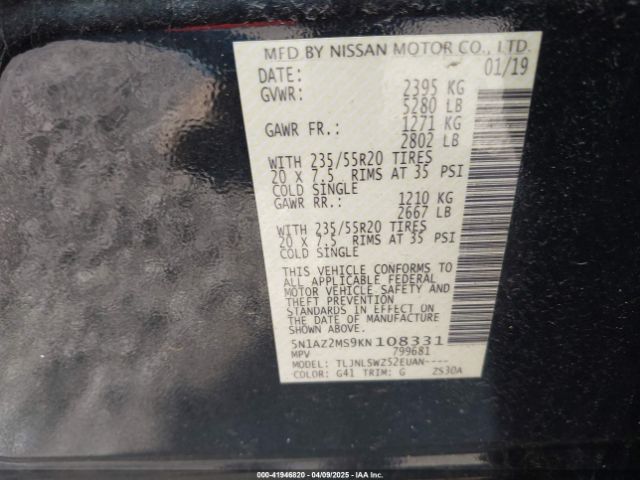 MFD BY NISSAN MOTOR CO., LTD.
DATE: 01/19
GVWR: 2395 KG
5280 LB
GAWR FR.: 1271 KG
2802 LB
WITH 235/55R20 TIRES
20 X 7.5 RIMS AT 35 PSI
COLD SINGLE
GAWR RR.: 1210 KG
2667 LB
WITH 235/55R20 TIRES
20 X 7.5 RIMS AT 35 PSI
COLD SINGLE
THIS VEHICLE CONFORMS TO
ALL APPLICABLE FEDERAL
MOTOR VEHICLE SAFETY AND
THEFT PREVENTION
STANDARDS IN EFFECT ON
THE DATE OF MANUFACTURE
SHOWN ABOVE.
5N1AZ2MS9KN108331
MPV 799681
MODEL: TLJNLSWZ52EUAN----
COLOR: G41 TRIM: G ZS30A
000-41946820 - 04/09/2025 - IAA Inc.